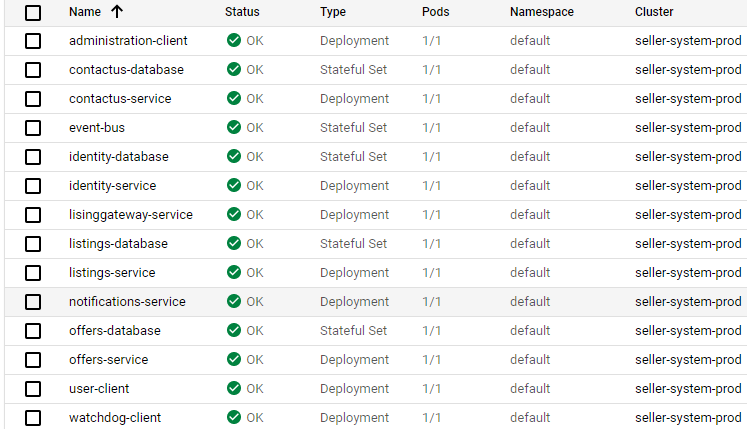 Name Status Type Pods Namespace Cluster
administration-client OK Deployment 1/1 default seller-system-prod
contactus-database OK Stateful Set 1/1 default seller-system-prod
contactus-service OK Deployment 1/1 default seller-system-prod
event-bus OK Stateful Set 1/1 default seller-system-prod
identity-database OK Stateful Set 1/1 default seller-system-prod
identity-service OK Deployment 1/1 default seller-system-prod
lisinggateway-service OK Deployment 1/1 default seller-system-prod
listings-database OK Stateful Set 1/1 default seller-system-prod
listings-service OK Deployment 1/1 default seller-system-prod
notifications-service OK Deployment 1/1 default seller-system-prod
offers-database OK Stateful Set 1/1 default seller-system-prod
offers-service OK Deployment 1/1 default seller-system-prod
user-client OK Deployment 1/1 default seller-system-prod
watchdog-client OK Deployment 1/1 default seller-system-prod